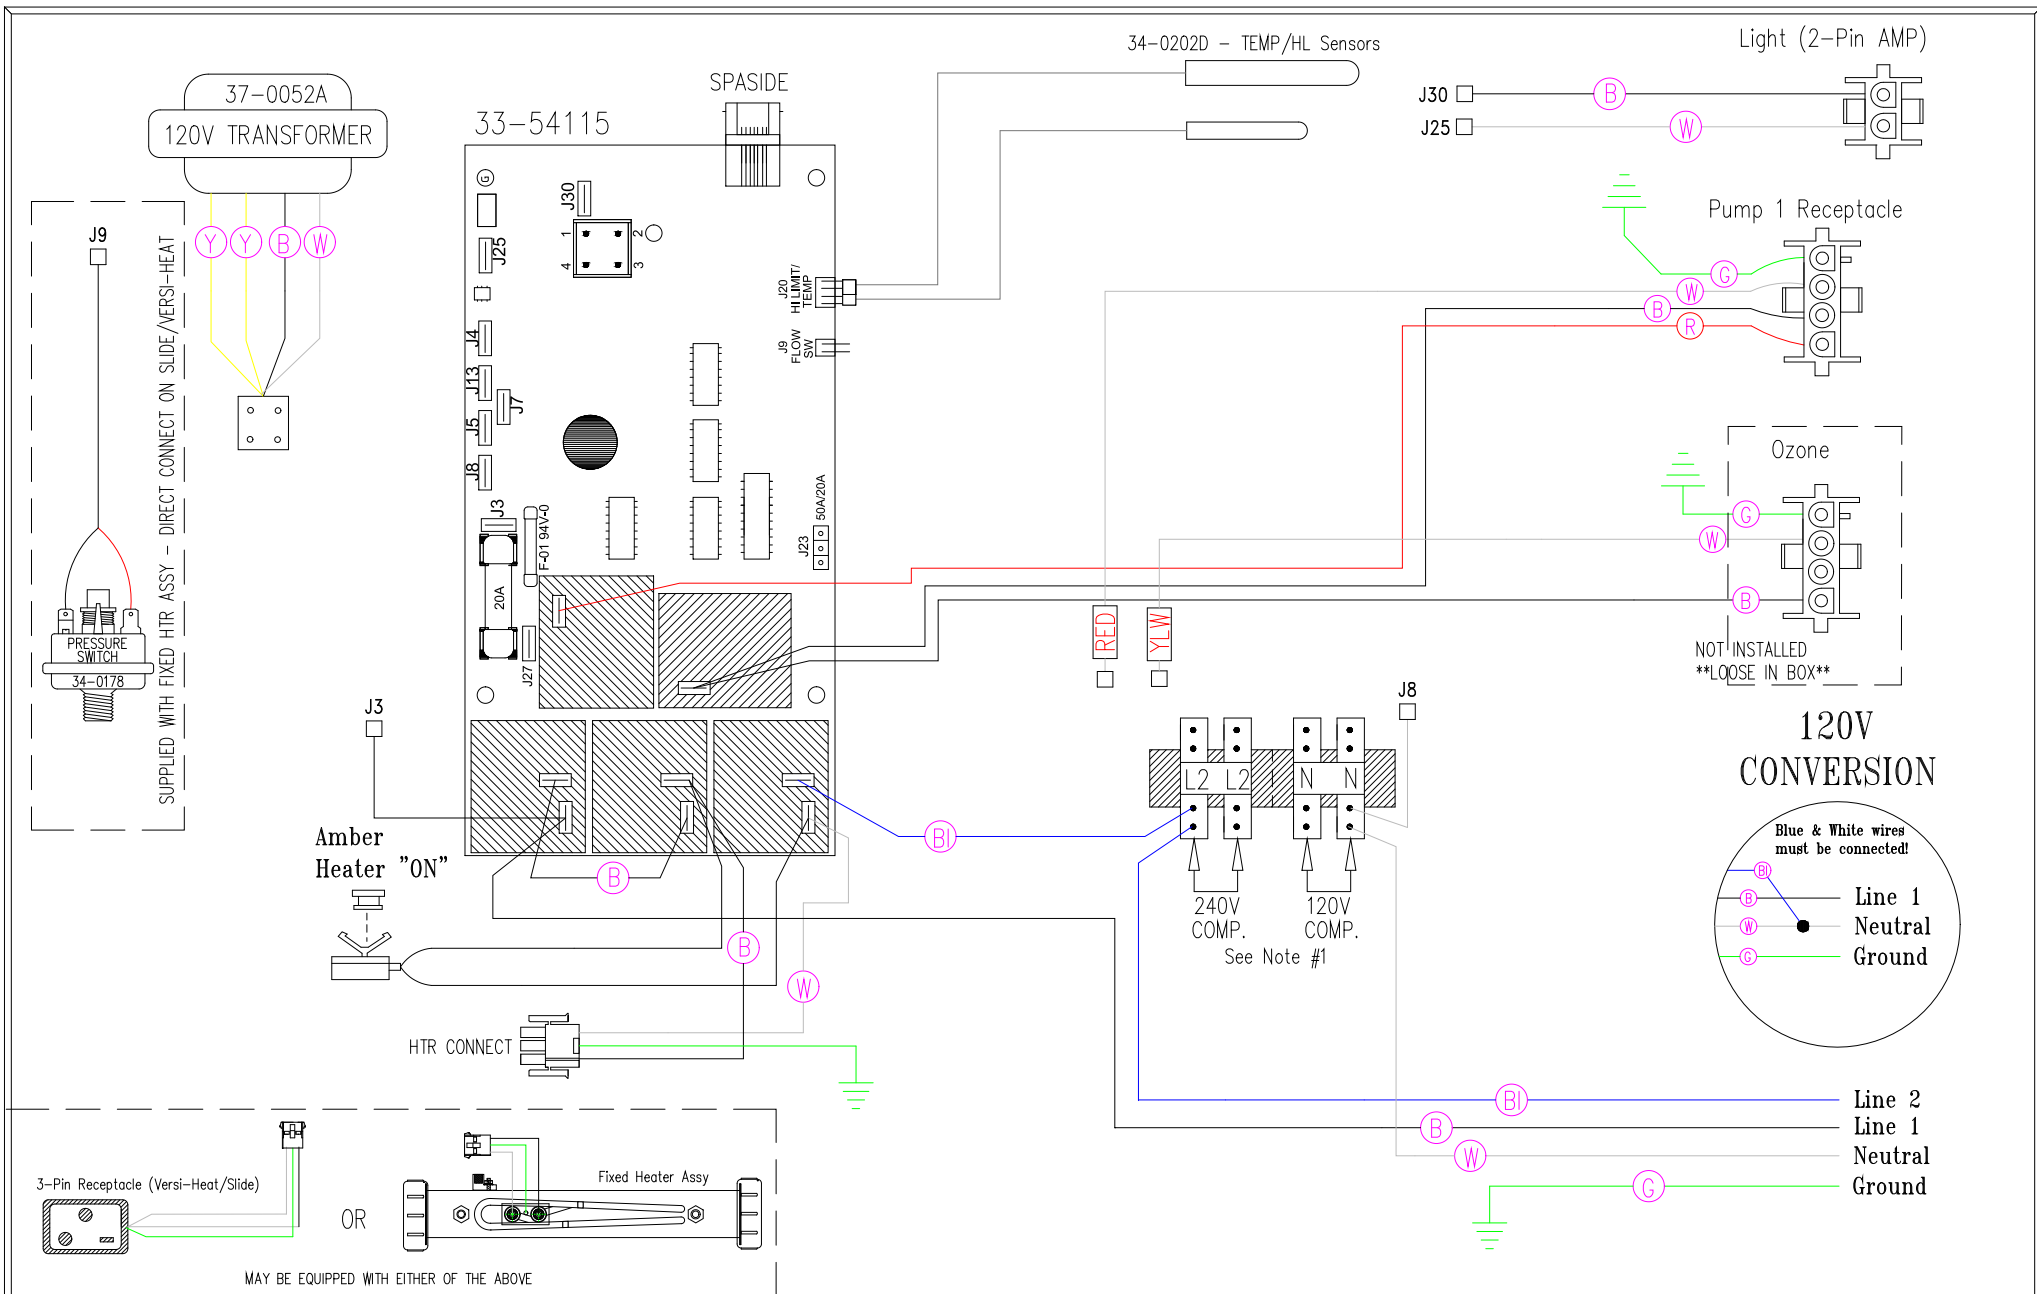 34-0202D - TEMP/HL Sensors
Light (2-Pin AMP)
J30
B
J25
W
37-0052A
120V TRANSFORMER
Y
Y
B
W
SPASIDE
33-54115
G
J30
1
2
4
3
J25
J4
J13
J7
J5
J8
J3
F-01 94V-0
20A
J27
J20
HI LIMIT/
TEMP
J9
FLOW
SW
J23
50A/20A
J9
PRESSURE
SWITCH
34-0178
SUPPLIED WITH FIXED HTR ASSY - DIRECT CONNECT ON SLIDE/VERSI-HEAT
Pump 1 Receptacle
G
W
B
R
Ozone
G
W
B
NOT INSTALLED
**LOOSE IN BOX**
RED
YLW
J3
J8
L2
L2
N
N
Bl
240V
COMP.
120V
COMP.
See Note #1
120V
CONVERSION
Blue & White wires
must be connected!
Bl
B
Line 1
W
Neutral
G
Ground
Amber
Heater "ON"
B
B
W
HTR CONNECT
Bl
Line 2
B
Line 1
W
Neutral
G
Ground
3-Pin Receptacle (Versi-Heat/Slide)
OR
Fixed Heater Assy
MAY BE EQUIPPED WITH EITHER OF THE ABOVE